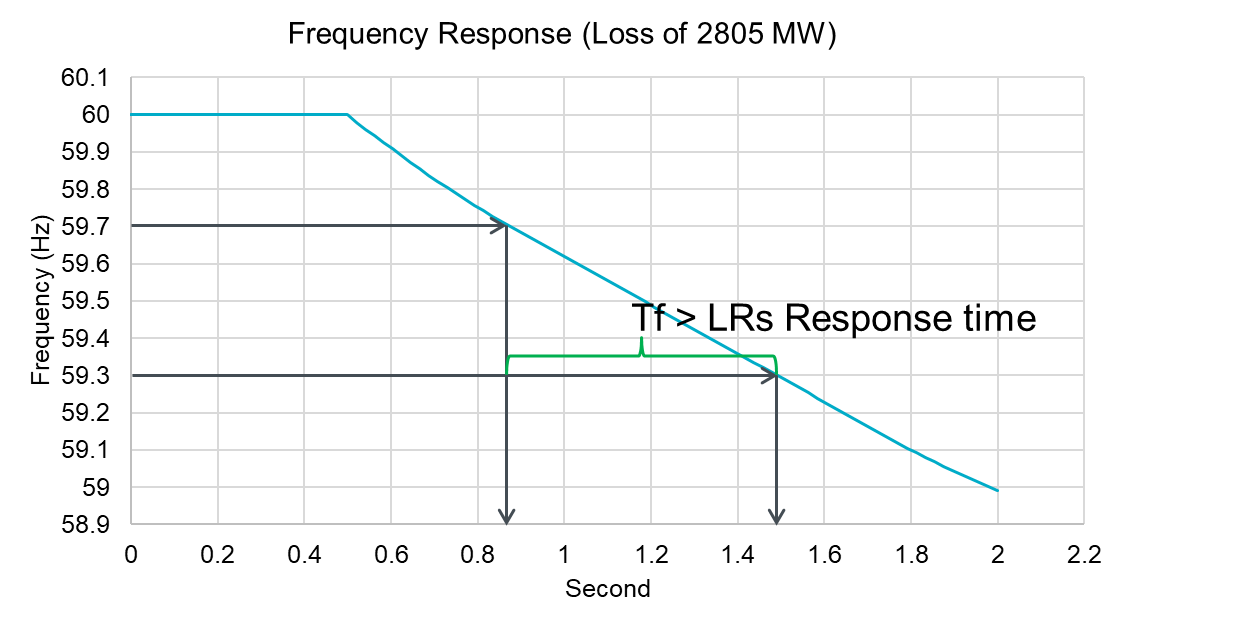 Frequency Response (Loss of 2805 MW)
60.1
60
59.9
59.8
59.7
59.6
59.5
59.4
59.3
59.2
59.1
59
58.9
Frequency (Hz)
Tf > LRs Response time
0 0.2 0.4 0.6 0.8 1 1.2 1.4 1.6 1.8 2 2.2
Second